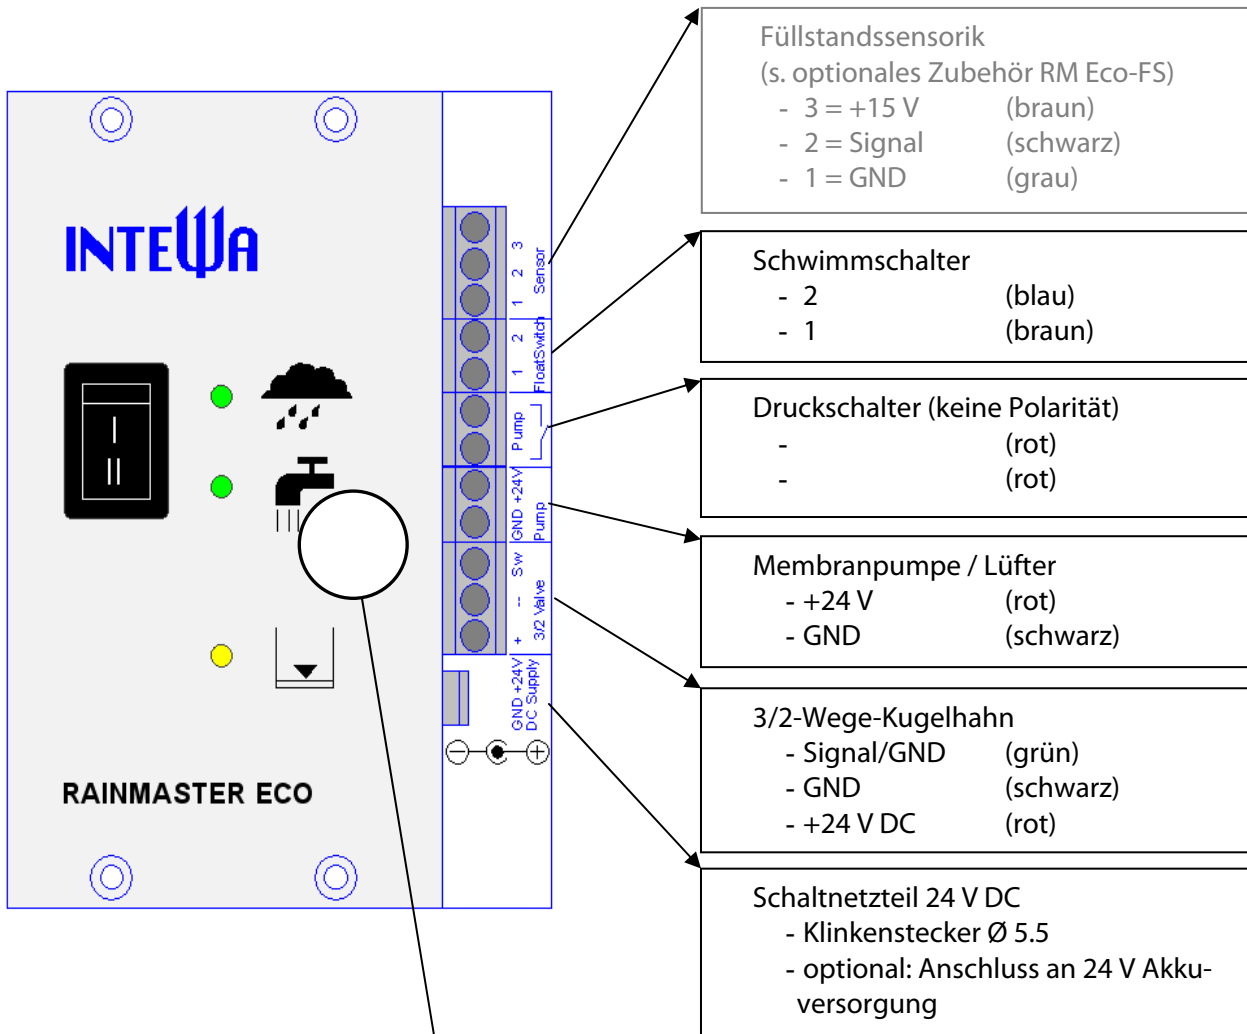 INTEWA
I
II
RAINMASTER ECO
1 2 3
Sensor
1 2
FloatSwitch
Pump
GND +24V
Pump
+ -- Sw
3/2 Valve
GND +24V
DC Supply
Füllstandssensorik
(s. optionales Zubehör RM Eco-FS)
- 3 = +15 V (braun)
- 2 = Signal (schwarz)
- 1 = GND (grau)
Schwimmschalter
- 2 (blau)
- 1 (braun)
Druckschalter (keine Polarität)
- (rot)
- (rot)
Membranpumpe / Lüfter
- +24 V (rot)
- GND (schwarz)
3/2-Wege-Kugelhahn
- Signal/GND (grün)
- GND (schwarz)
- +24 V DC (rot)
Schaltnetzteil 24 V DC
- Klinkenstecker Ø 5.5
- optional: Anschluss an 24 V Akku-
versorgung